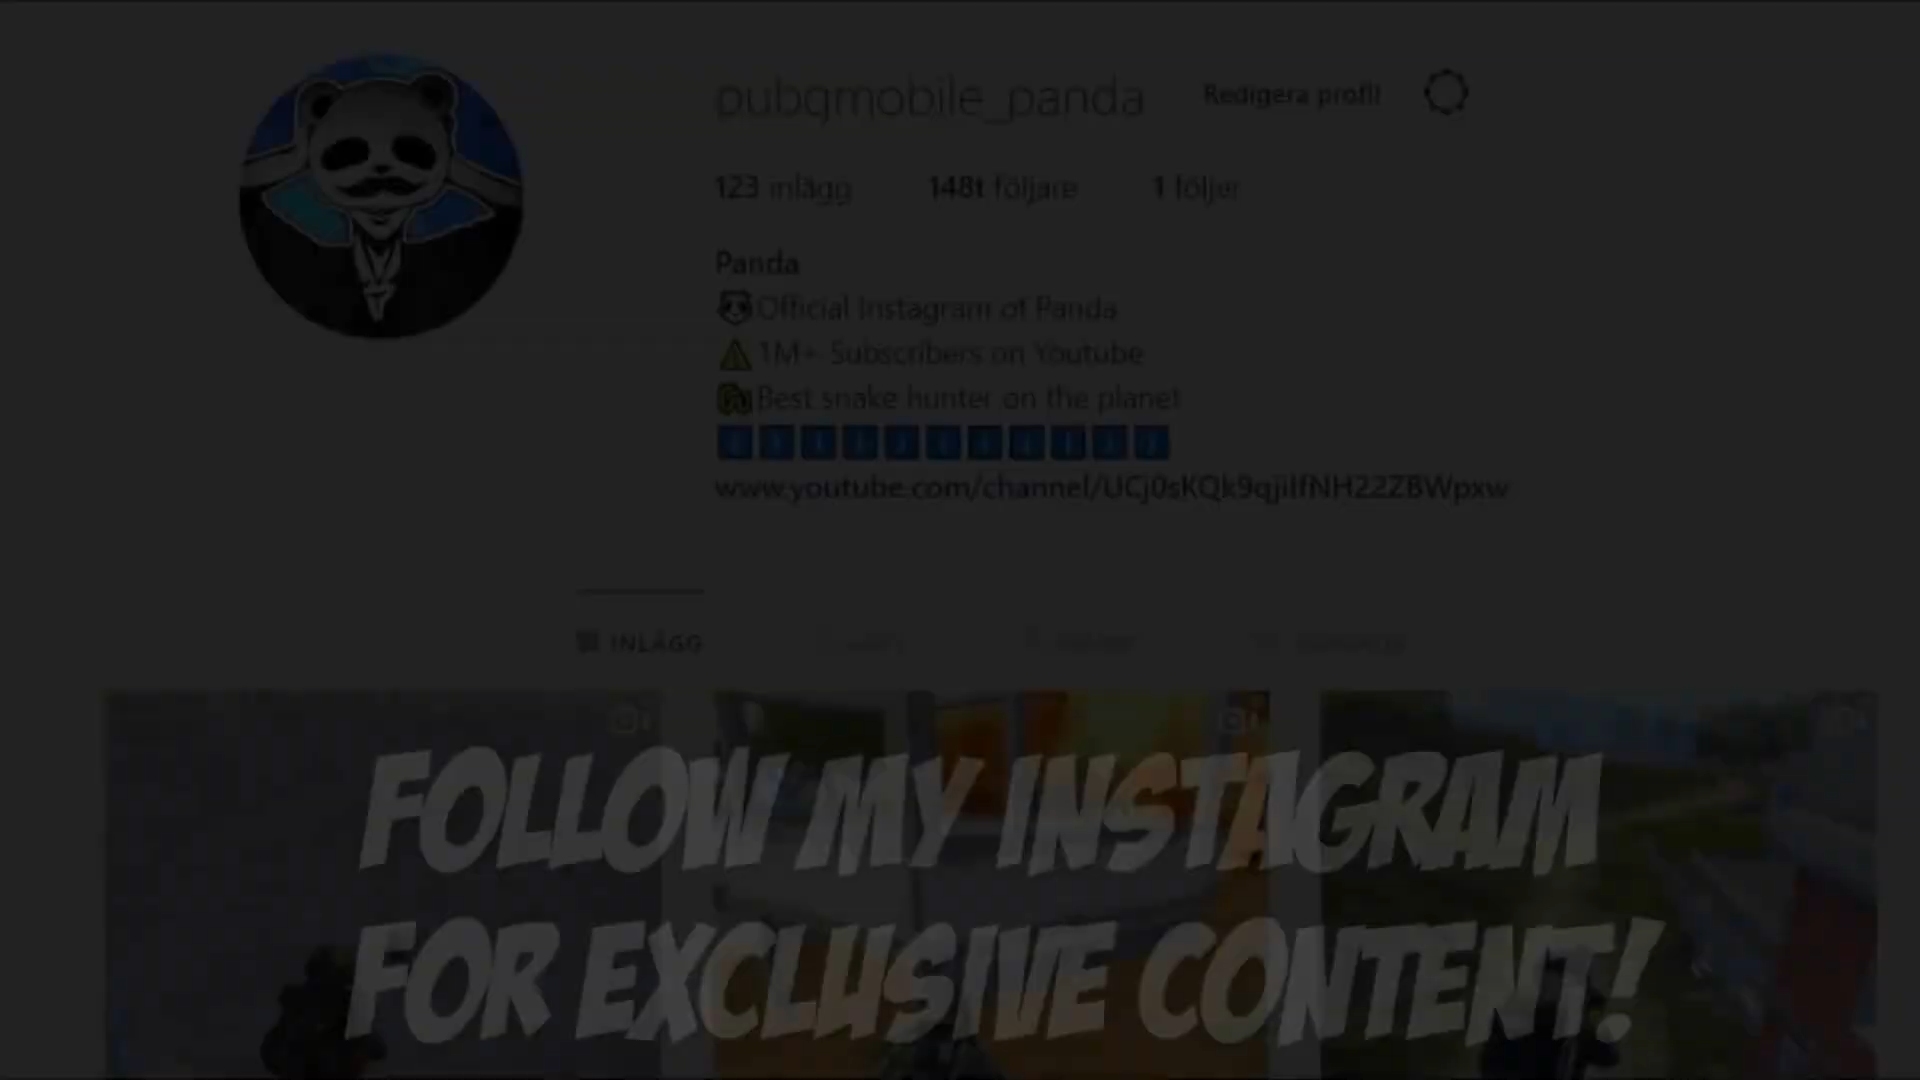 pubgmobile_panda Redigera profil
123 inlägg 148t följare 1 följer
Panda
Official Instagram of Panda
1M+ Subscribers on Youtube
Best snake hunter on the planet
www.youtube.com/channel/UCj0sKQk9qjilfNH22ZBWpxw
INLÄGG
FOLLOW MY INSTAGRAM
FOR EXCLUSIVE CONTENT!